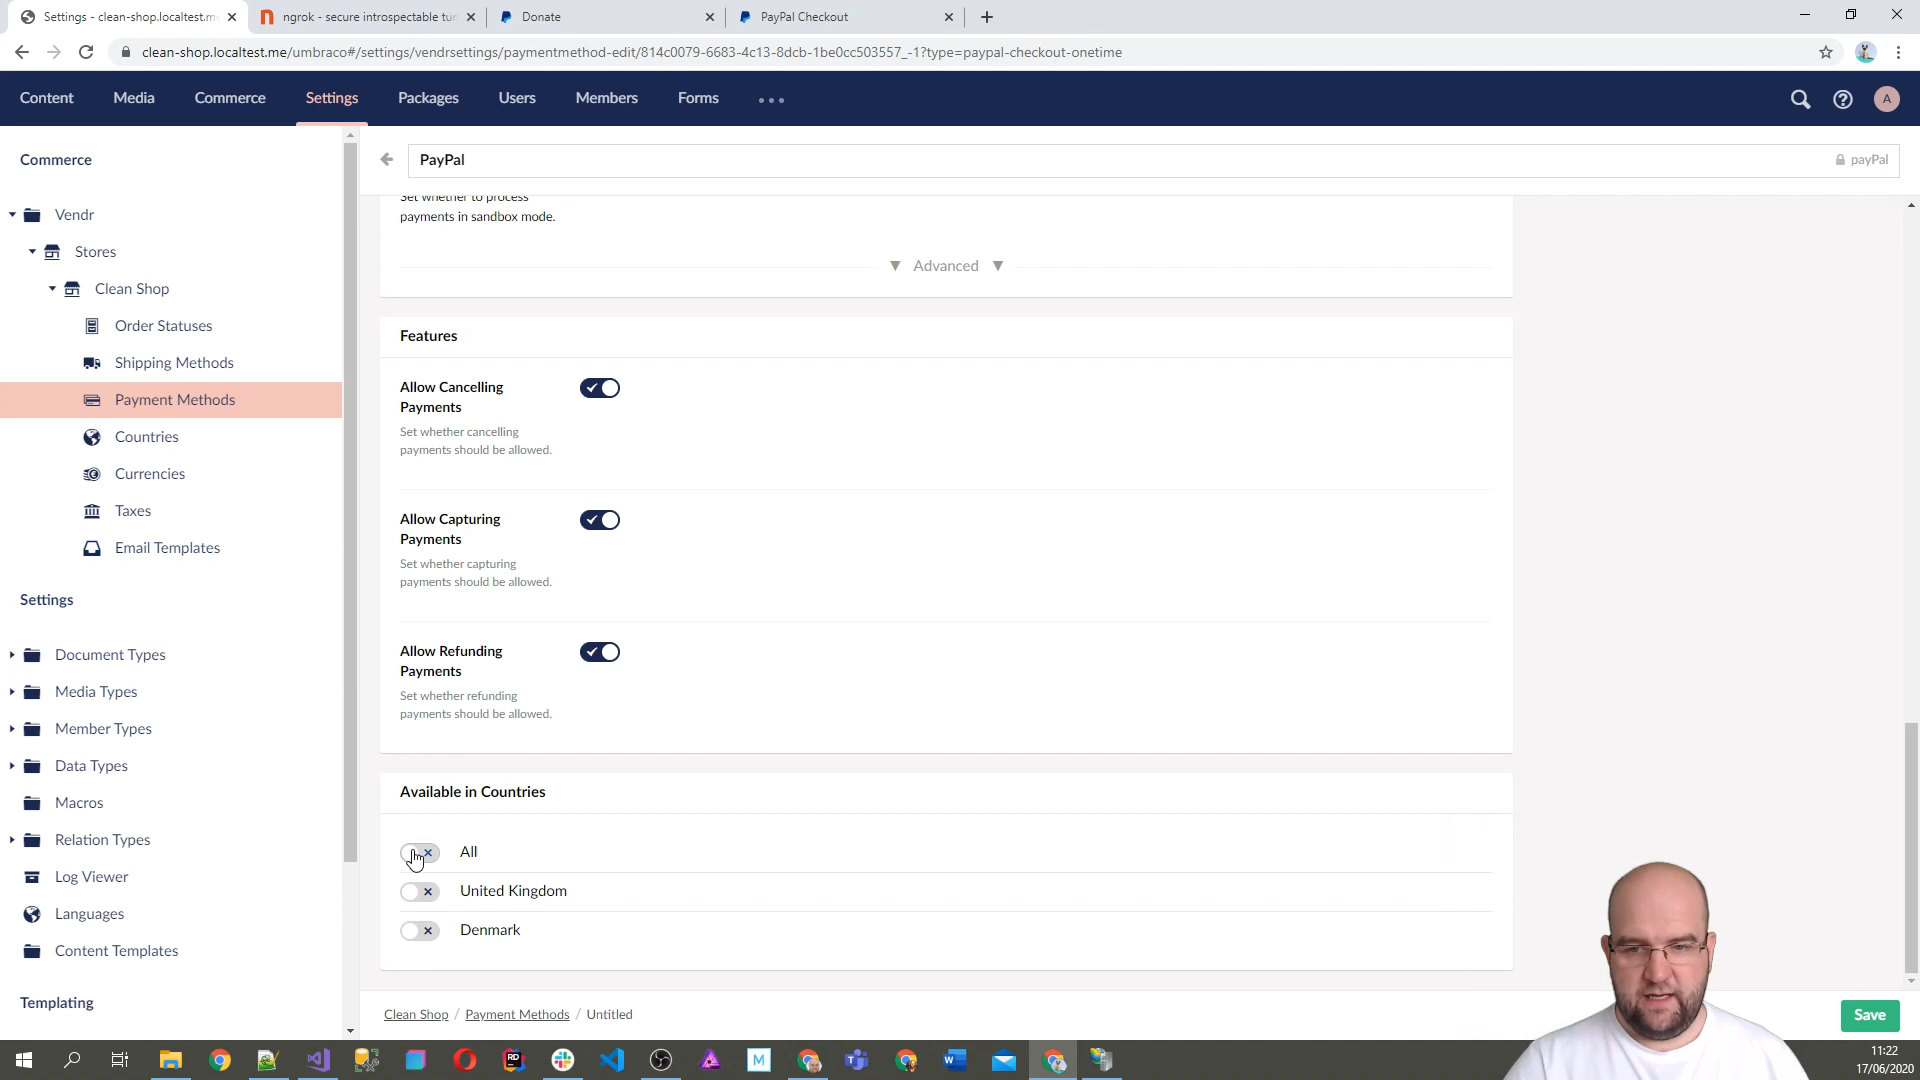 Settings - clean-shop.localtest.m
ngrok - secure introspectable tun
Donate
PayPal Checkout
clean-shop.localtest.me/umbraco#/settings/vendrsettings/paymentmethod-edit/814c0079-6683-4c13-8dcb-1be0cc503557_-1?type=paypal-checkout-onetime
Content
Media
Commerce
Settings
Packages
Users
Members
Forms
A
Commerce
Vendr
Stores
Clean Shop
Order Statuses
Shipping Methods
Payment Methods
Countries
Currencies
Taxes
Email Templates
Settings
Document Types
Media Types
Member Types
Data Types
Macros
Relation Types
Log Viewer
Languages
Content Templates
Templating
PayPal
payPal
Set whether to process
payments in sandbox mode.
Advanced
Features
Allow Cancelling
Payments
Set whether cancelling
payments should be allowed.
Allow Capturing
Payments
Set whether capturing
payments should be allowed.
Allow Refunding
Payments
Set whether refunding
payments should be allowed.
Available in Countries
All
United Kingdom
Denmark
Clean Shop / Payment Methods / Untitled
Save
11:22
17/06/2020